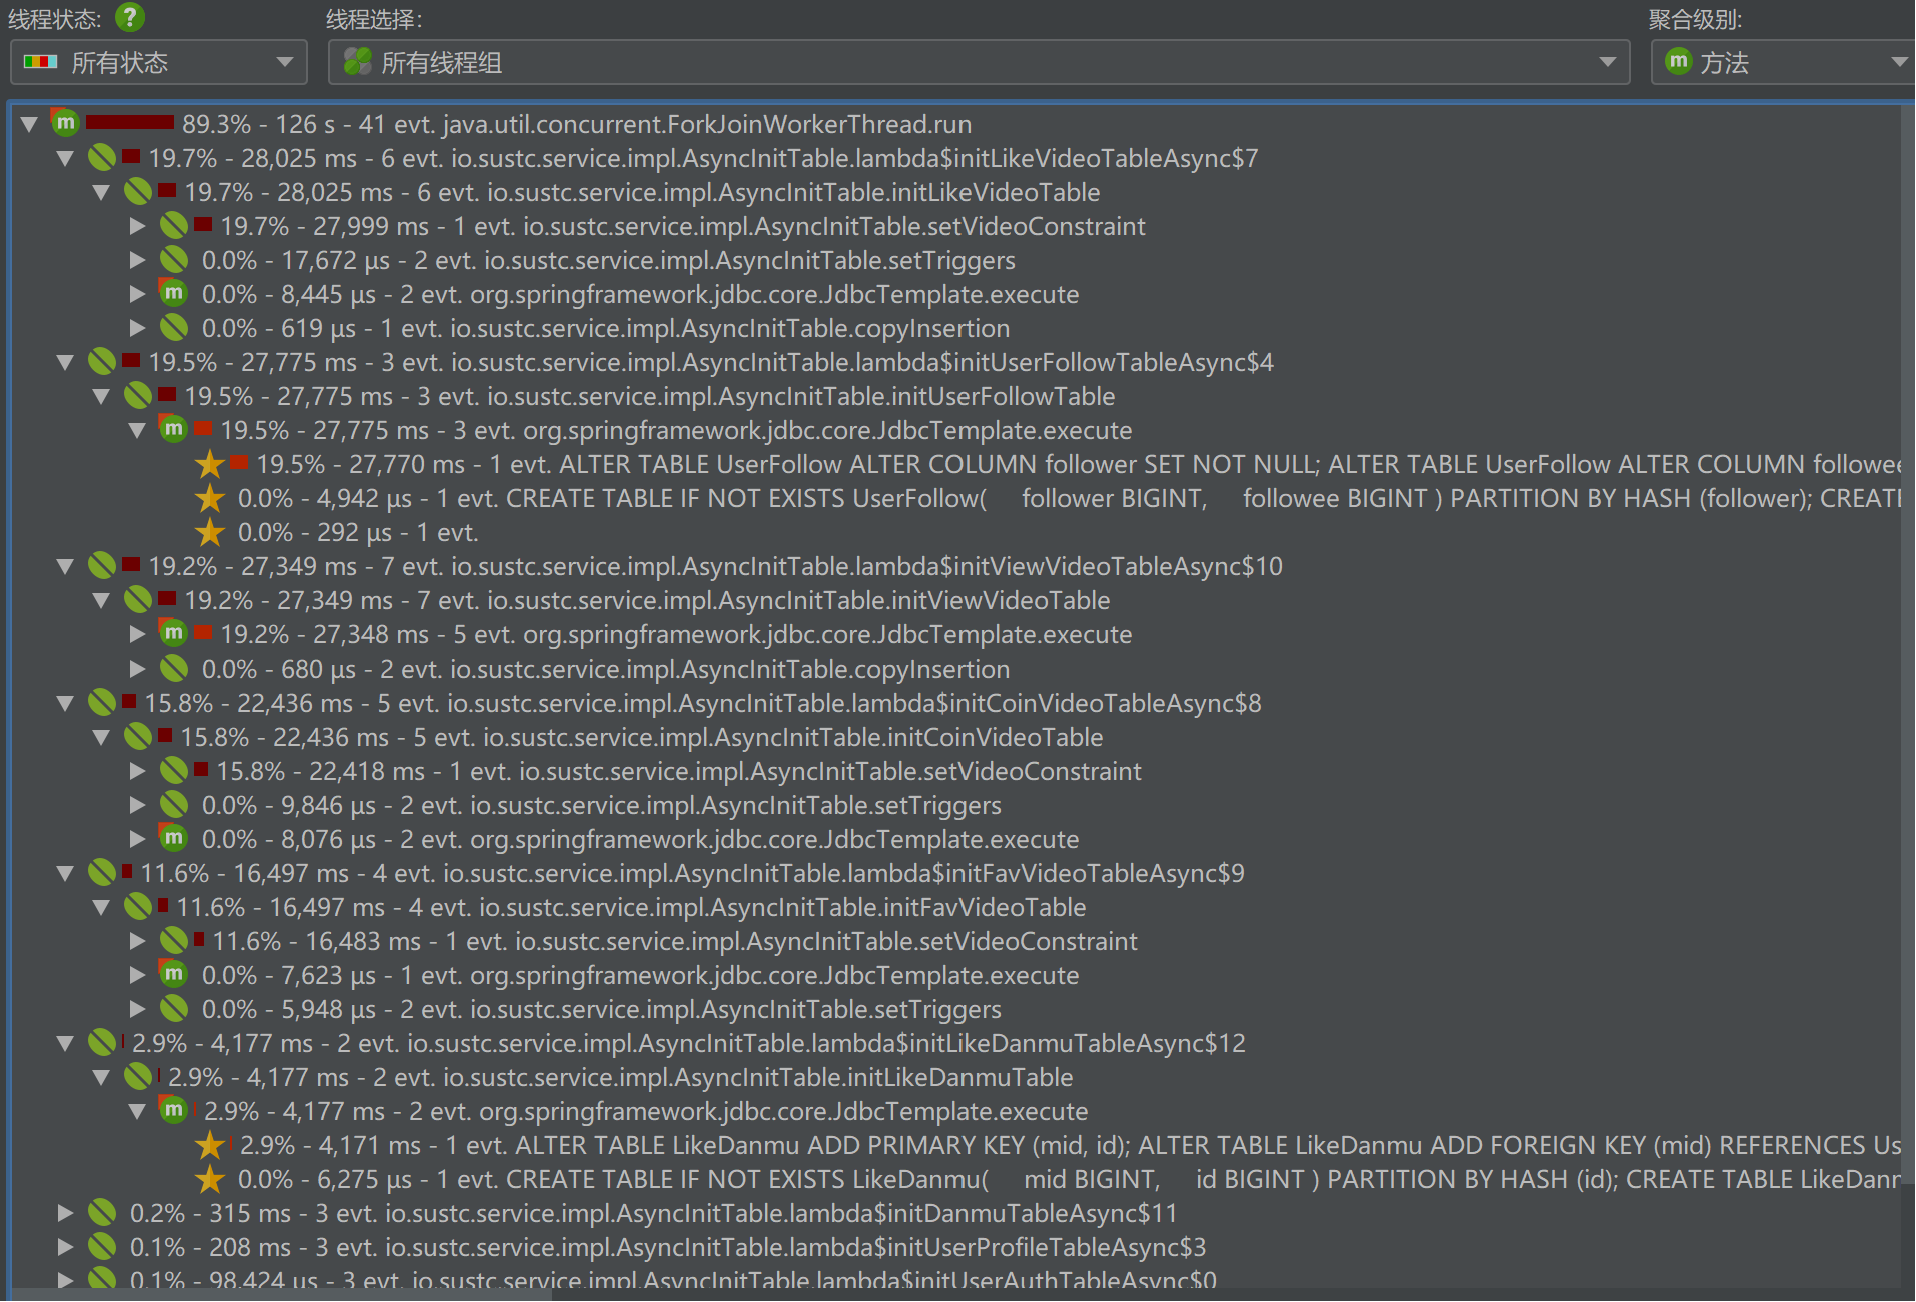 线程状态: ?
线程选择:
聚合级别:
所有状态
所有线程组
m 方法
m 89.3% - 126 s - 41 evt. java.util.concurrent.ForkJoinWorkerThread.run
19.7% - 28,025 ms - 6 evt. io.sustc.service.impl.AsyncInitTable.lambda$initLikeVideoTableAsync$7
19.7% - 28,025 ms - 6 evt. io.sustc.service.impl.AsyncInitTable.initLikeVideoTable
19.7% - 27,999 ms - 1 evt. io.sustc.service.impl.AsyncInitTable.setVideoConstraint
0.0% - 17,672 µs - 2 evt. io.sustc.service.impl.AsyncInitTable.setTriggers
m 0.0% - 8,445 µs - 2 evt. org.springframework.jdbc.core.JdbcTemplate.execute
0.0% - 619 µs - 1 evt. io.sustc.service.impl.AsyncInitTable.copyInsertion
19.5% - 27,775 ms - 3 evt. io.sustc.service.impl.AsyncInitTable.lambda$initUserFollowTableAsync$4
19.5% - 27,775 ms - 3 evt. io.sustc.service.impl.AsyncInitTable.initUserFollowTable
m 19.5% - 27,775 ms - 3 evt. org.springframework.jdbc.core.JdbcTemplate.execute
19.5% - 27,770 ms - 1 evt. ALTER TABLE UserFollow ALTER COLUMN follower SET NOT NULL; ALTER TABLE UserFollow ALTER COLUMN followee
0.0% - 4,942 µs - 1 evt. CREATE TABLE IF NOT EXISTS UserFollow( follower BIGINT, followee BIGINT ) PARTITION BY HASH (follower); CREATE
0.0% - 292 µs - 1 evt.
19.2% - 27,349 ms - 7 evt. io.sustc.service.impl.AsyncInitTable.lambda$initViewVideoTableAsync$10
19.2% - 27,349 ms - 7 evt. io.sustc.service.impl.AsyncInitTable.initViewVideoTable
m 19.2% - 27,348 ms - 5 evt. org.springframework.jdbc.core.JdbcTemplate.execute
0.0% - 680 µs - 2 evt. io.sustc.service.impl.AsyncInitTable.copyInsertion
15.8% - 22,436 ms - 5 evt. io.sustc.service.impl.AsyncInitTable.lambda$initCoinVideoTableAsync$8
15.8% - 22,436 ms - 5 evt. io.sustc.service.impl.AsyncInitTable.initCoinVideoTable
15.8% - 22,418 ms - 1 evt. io.sustc.service.impl.AsyncInitTable.setVideoConstraint
0.0% - 9,846 µs - 2 evt. io.sustc.service.impl.AsyncInitTable.setTriggers
m 0.0% - 8,076 µs - 2 evt. org.springframework.jdbc.core.JdbcTemplate.execute
11.6% - 16,497 ms - 4 evt. io.sustc.service.impl.AsyncInitTable.lambda$initFavVideoTableAsync$9
11.6% - 16,497 ms - 4 evt. io.sustc.service.impl.AsyncInitTable.initFavVideoTable
11.6% - 16,483 ms - 1 evt. io.sustc.service.impl.AsyncInitTable.setVideoConstraint
m 0.0% - 7,623 µs - 1 evt. org.springframework.jdbc.core.JdbcTemplate.execute
0.0% - 5,948 µs - 2 evt. io.sustc.service.impl.AsyncInitTable.setTriggers
2.9% - 4,177 ms - 2 evt. io.sustc.service.impl.AsyncInitTable.lambda$initLikeDanmuTableAsync$12
2.9% - 4,177 ms - 2 evt. io.sustc.service.impl.AsyncInitTable.initLikeDanmuTable
m 2.9% - 4,177 ms - 2 evt. org.springframework.jdbc.core.JdbcTemplate.execute
2.9% - 4,171 ms - 1 evt. ALTER TABLE LikeDanmu ADD PRIMARY KEY (mid, id); ALTER TABLE LikeDanmu ADD FOREIGN KEY (mid) REFERENCES Us
0.0% - 6,275 µs - 1 evt. CREATE TABLE IF NOT EXISTS LikeDanmu( mid BIGINT, id BIGINT ) PARTITION BY HASH (id); CREATE TABLE LikeDanr
0.2% - 315 ms - 3 evt. io.sustc.service.impl.AsyncInitTable.lambda$initDanmuTableAsync$11
0.1% - 208 ms - 3 evt. io.sustc.service.impl.AsyncInitTable.lambda$initUserProfileTableAsync$3
0.1% - 98,424 µs - 3 evt. io.sustc.service.impl.AsyncInitTable.lambda$initUserAuthTableAsync$0